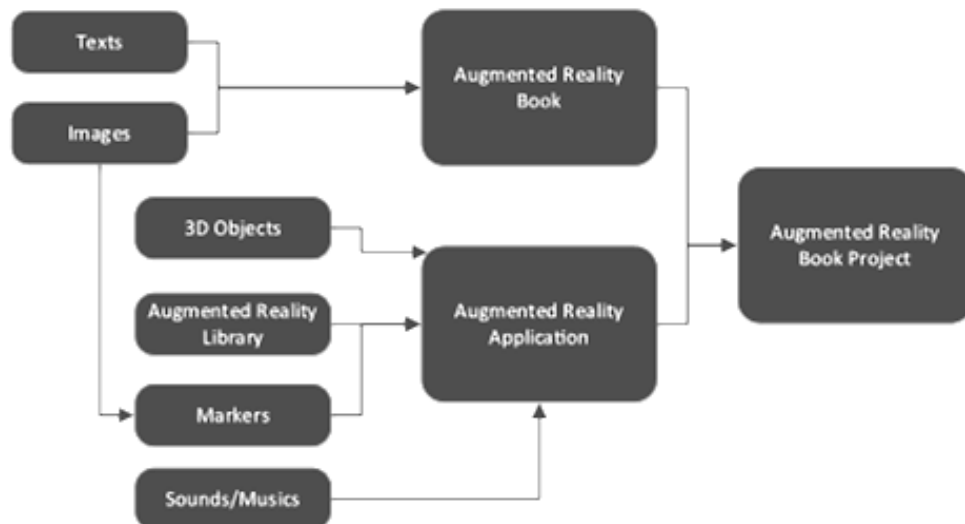 Texts
Images
Augmented Reality
Book
3D Objects
Augmented Reality
Library
Markers
Sounds/Musics
Augmented Reality
Application
Augmented Reality
Book Project